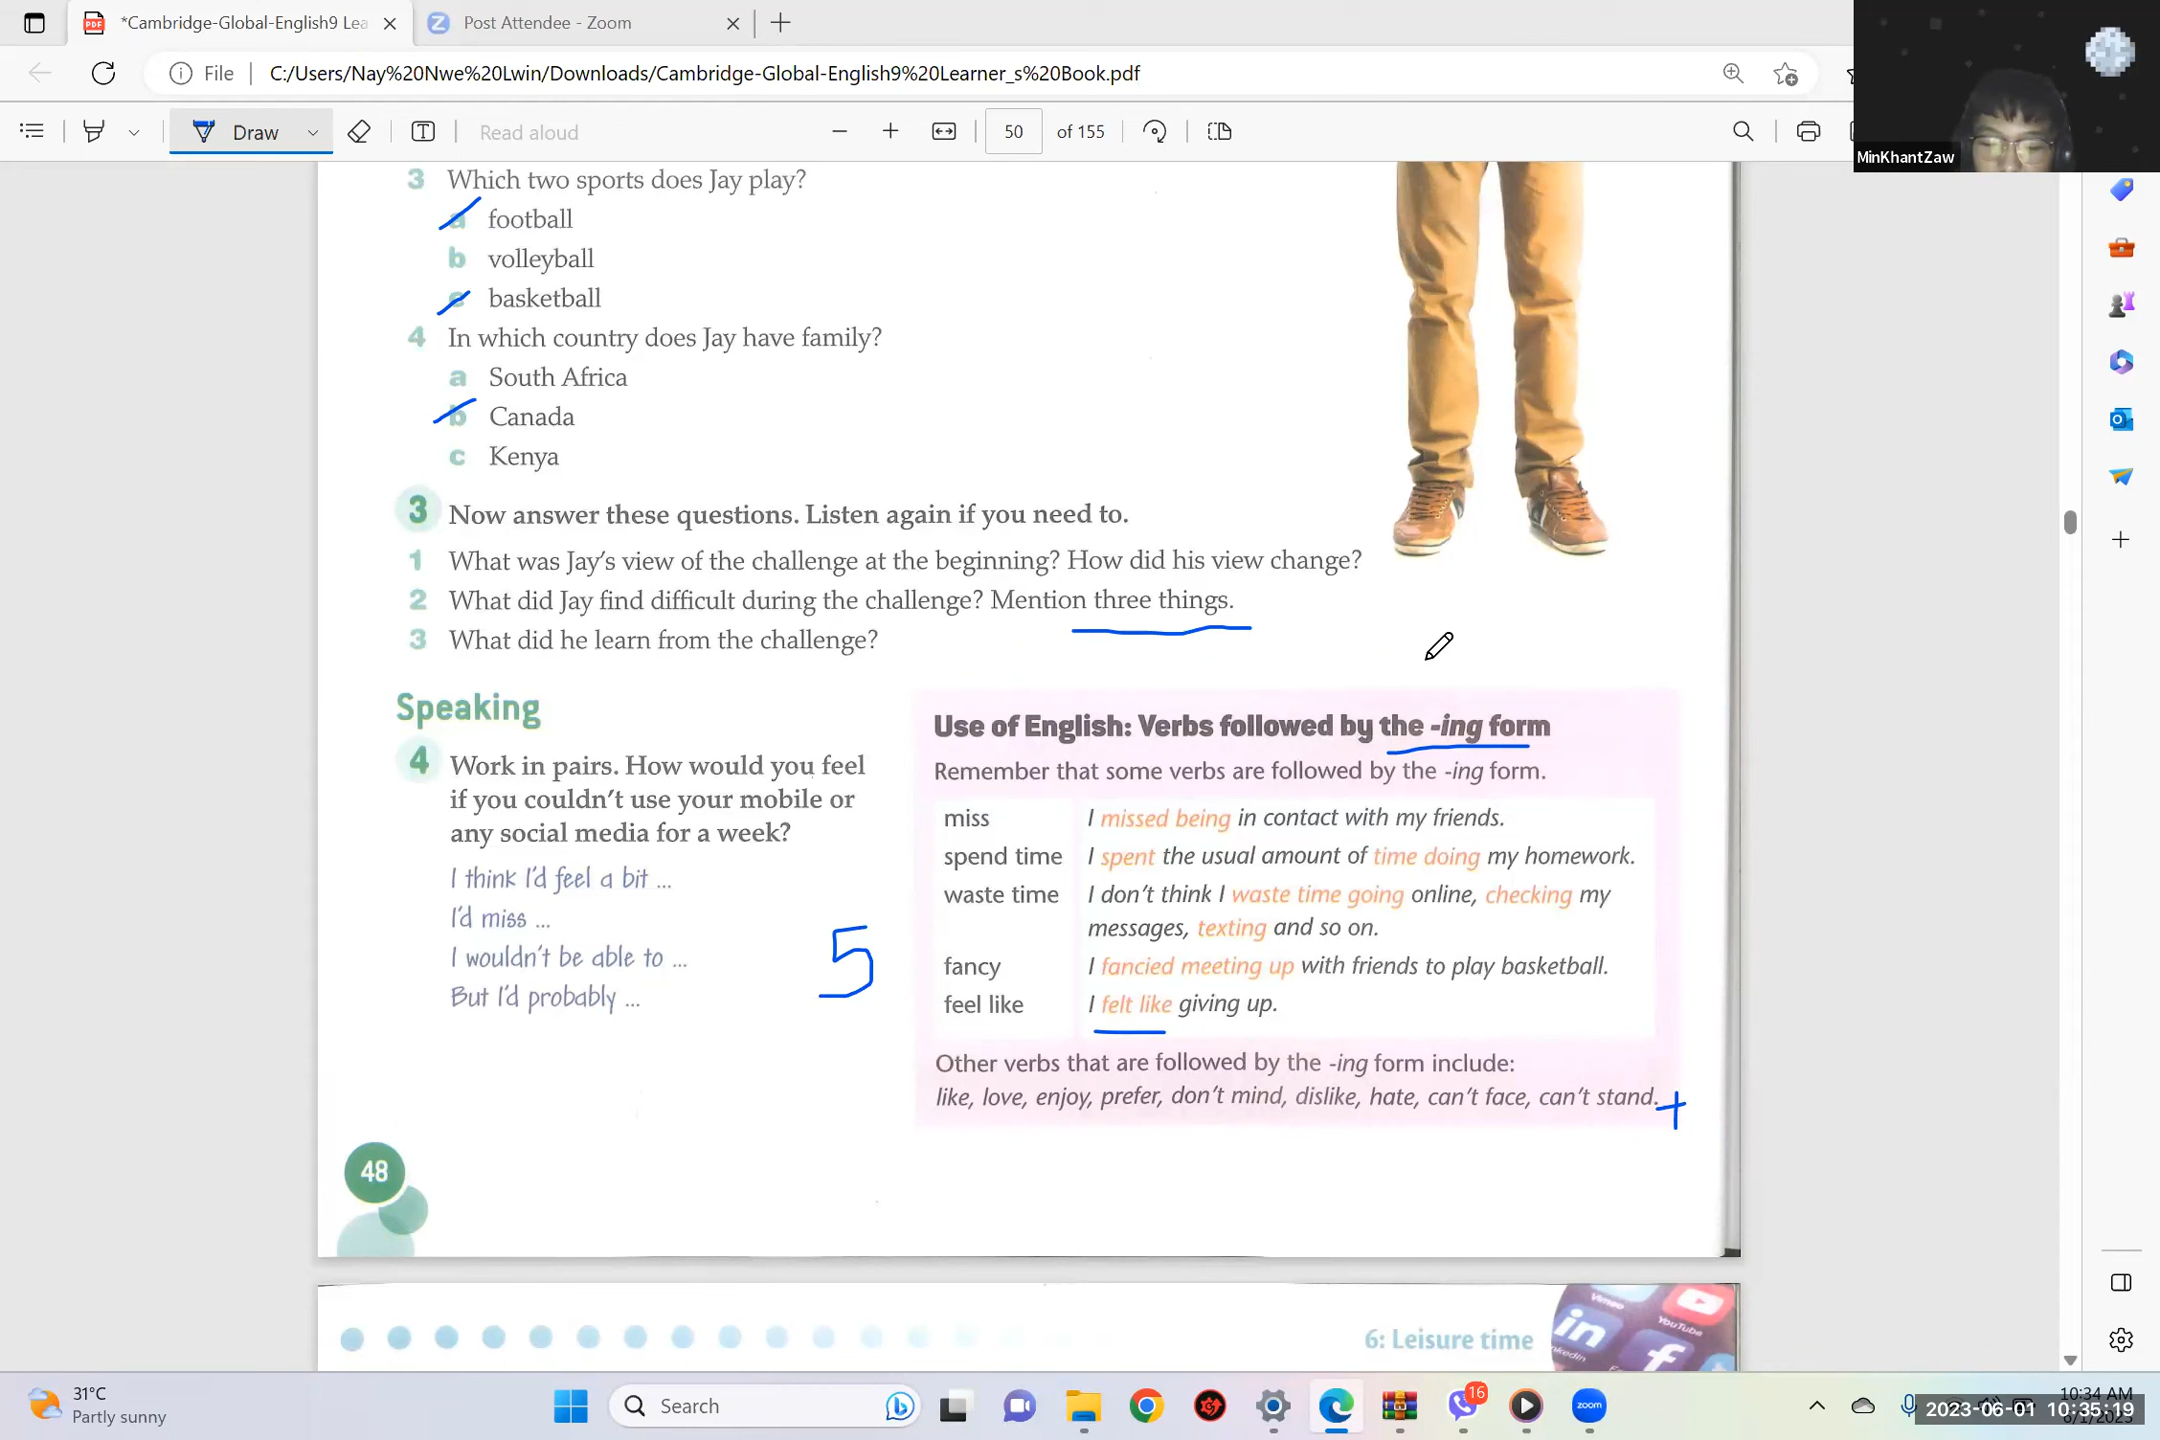 *Cambridge-Global-English9 Lea
Post Attendee - Zoom
File
C:/Users/Nay%20Nwe%20Lwin/Downloads/Cambridge-Global-English9%20Learner_s%20Book.pdf
Draw
Read aloud
50 of 155
MinKhantZaw
3 Which two sports does Jay play?
a football
b volleyball
c basketball
4 In which country does Jay have family?
a South Africa
b Canada
c Kenya
3 Now answer these questions. Listen again if you need to.
1 What was Jay's view of the challenge at the beginning? How did his view change?
2 What did Jay find difficult during the challenge? Mention three things.
3 What did he learn from the challenge?
Speaking
4 Work in pairs. How would you feel
if you couldn't use your mobile or
any social media for a week?
I think I'd feel a bit ...
I'd miss ...
I wouldn't be able to ...
But I'd probably ...
5
Use of English: Verbs followed by the -ing form
Remember that some verbs are followed by the -ing form.
miss I missed being in contact with my friends.
spend time I spent the usual amount of time doing my homework.
waste time I don't think I waste time going online, checking my
messages, texting and so on.
fancy I fancied meeting up with friends to play basketball.
feel like I felt like giving up.
Other verbs that are followed by the -ing form include:
like, love, enjoy, prefer, don't mind, dislike, hate, can't face, can't stand.
+
48
6: Leisure time
Vimeo
YouTube
in
f
31°C
Partly sunny
Search
16
zoom
10:34 AM
2023-06-01 10:35:19